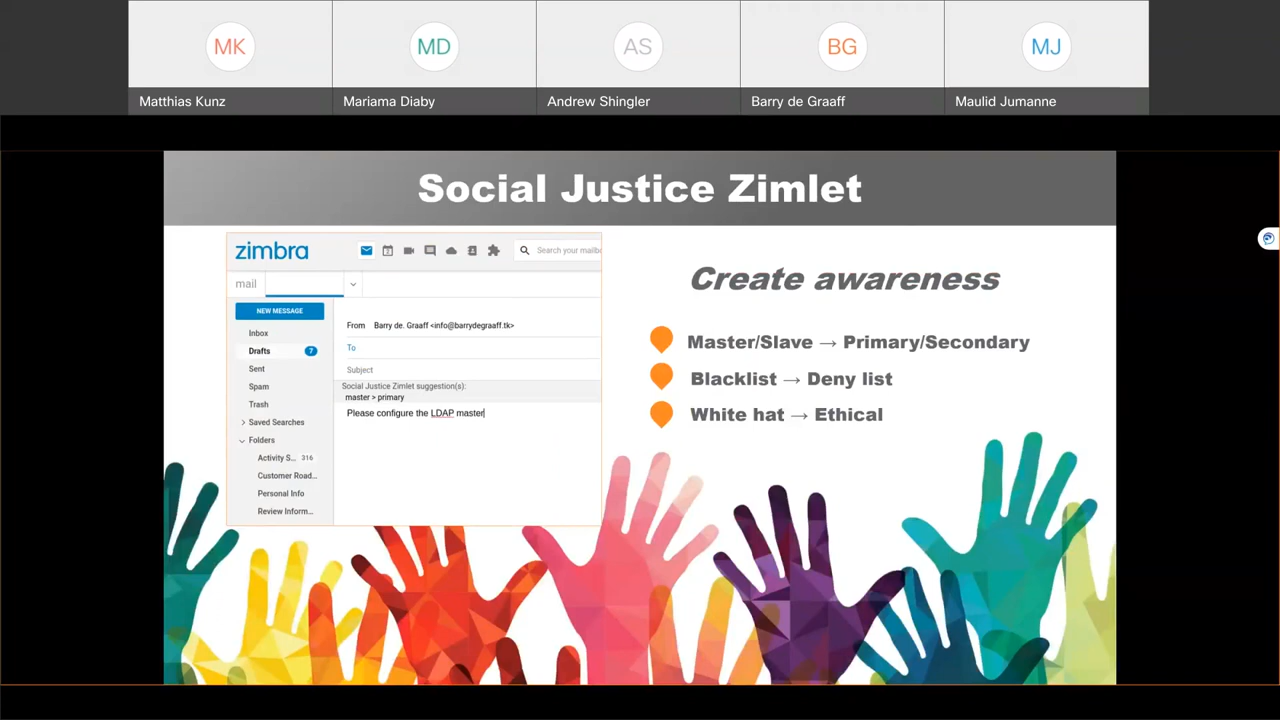 MK
MD
AS
BG
MJ
Matthias Kunz
Mariama Diaby
Andrew Shingler
Barry de Graaff
Maulid Jumanne
Social Justice Zimlet
zimbra
Search your mailbo
mail
NEW MESSAGE
Inbox
Drafts 7
Sent
Spam
Trash
Saved Searches
Folders
Activity S... 316
Customer Road...
Personal Info
Review Inform...
From Barry de. Graaff <info@barrydegraaff.tk>
To
Subject
Social Justice Zimlet suggestion(s):
master > primary
Please configure the LDAP master
Create awareness
Master/Slave → Primary/Secondary
Blacklist → Deny list
White hat → Ethical